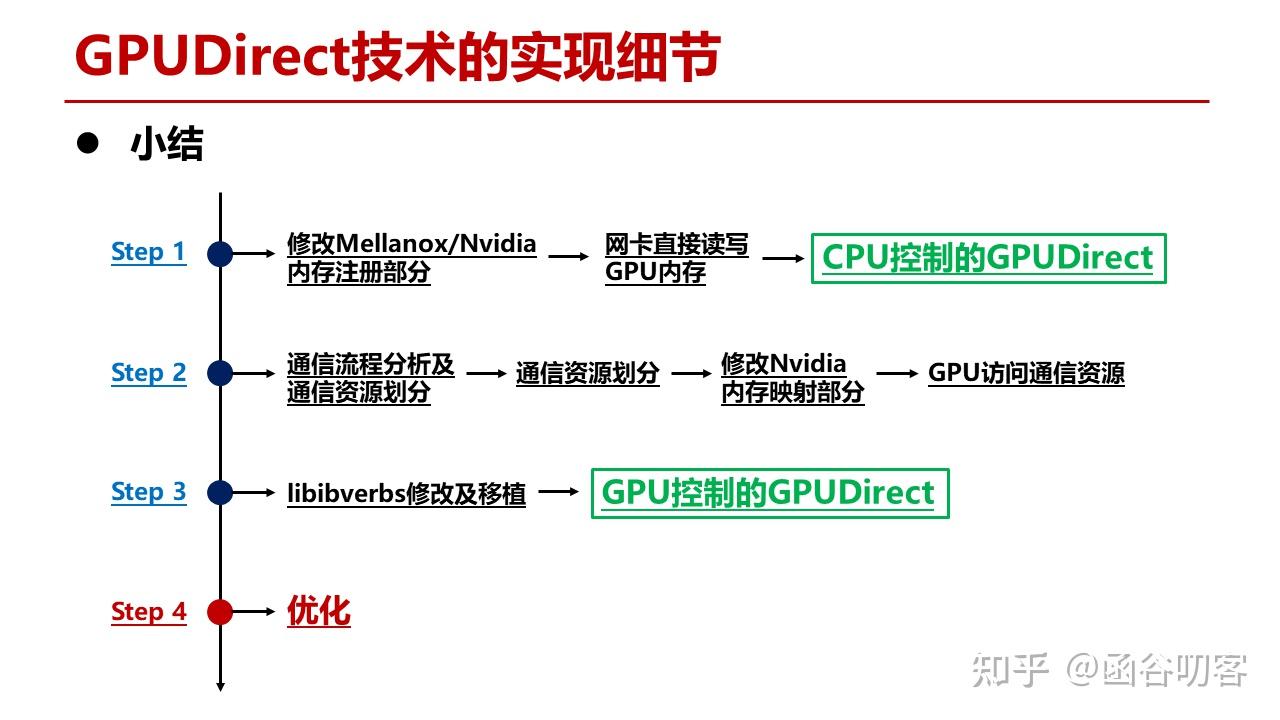 GPUDirect技术的实现细节
● 小结
Step 1
修改Mellanox/Nvidia
内存注册部分
网卡直接读写
GPU内存
CPU控制的GPUDirect
Step 2
通信流程分析及
通信资源划分
通信资源划分
修改Nvidia
内存映射部分
GPU访问通信资源
Step 3
libibverbs修改及移植
GPU控制的GPUDirect
Step 4
优化
知乎 @函谷叨客